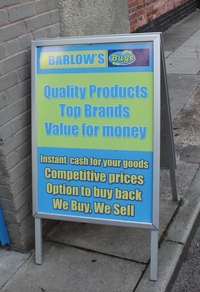 BARLOW'S Buys
Quality Products
Top Brands
Value for money
Instant cash for your goods
Competitive prices
Option to buy back
We Buy, We Sell